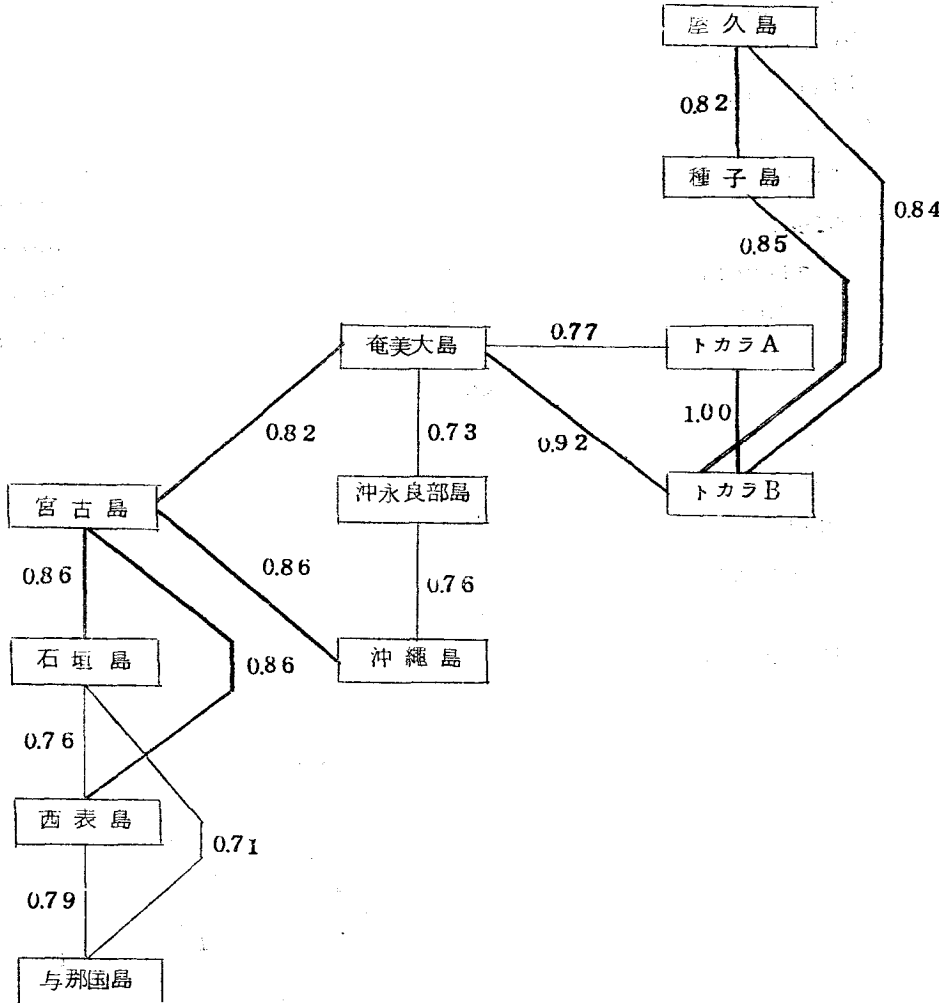 屋久島
0.82
種子島
0.84
0.85
奄美大島
0.77
トカラA
0.82
0.73
0.92
1.00
宮古島
沖永良部島
トカラB
0.86
0.86
0.76
石垣島
0.86
沖縄島
0.76
西表島
0.71
0.79
与那国島